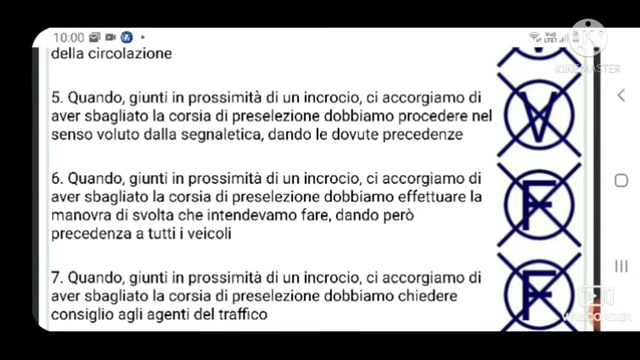 10:00
KINEMASTER
della circolazione
5. Quando, giunti in prossimità di un incrocio, ci accorgiamo di
aver sbagliato la corsia di preselezione dobbiamo procedere nel
senso voluto dalla segnaletica, dando le dovute precedenze
V
6. Quando, giunti in prossimità di un incrocio, ci accorgiamo di
aver sbagliato la corsia di preselezione dobbiamo effettuare la
manovra di svolta che intendevamo fare, dando però
precedenza a tutti i veicoli
F
7. Quando, giunti in prossimità di un incrocio, ci accorgiamo di
aver sbagliato la corsia di preselezione dobbiamo chiedere
consiglio agli agenti del traffico
F